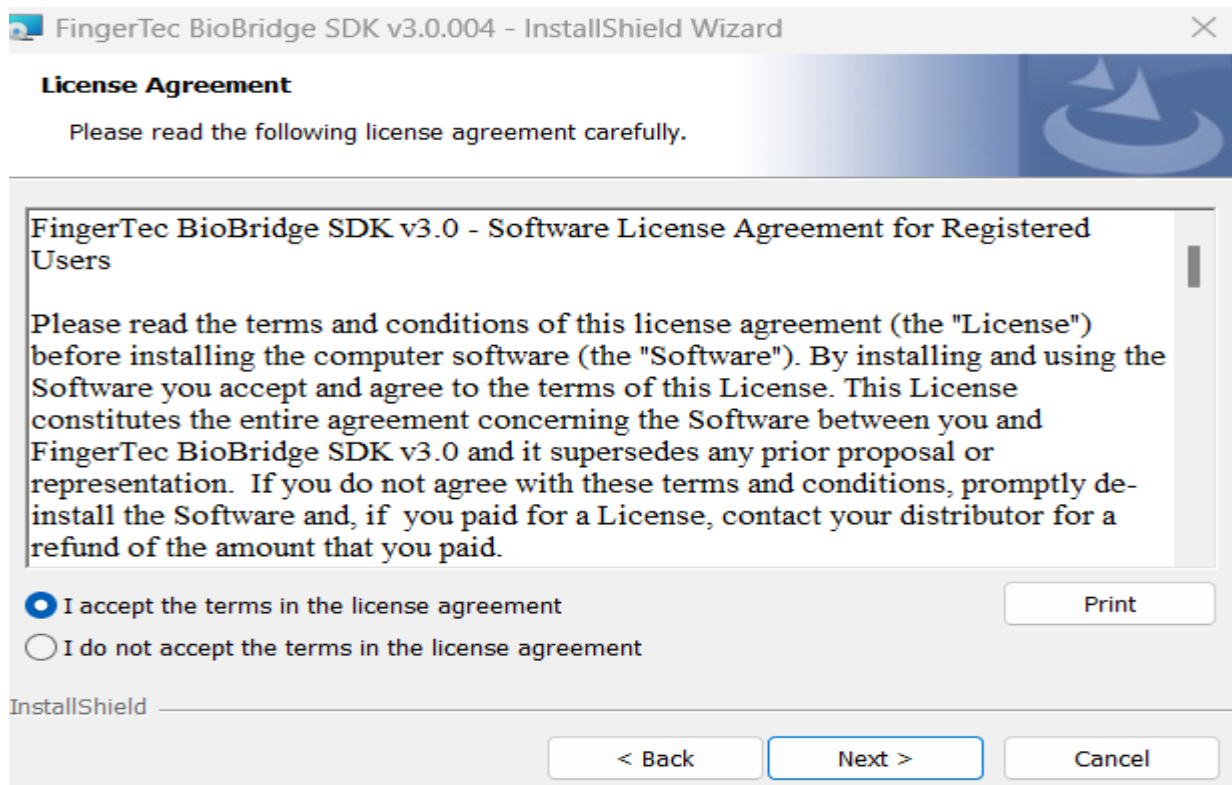 FingerTec BioBridge SDK v3.0.004 - InstallShield Wizard
License Agreement
Please read the following license agreement carefully.
FingerTec BioBridge SDK v3.0 - Software License Agreement for Registered
Users
Please read the terms and conditions of this license agreement (the "License")
before installing the computer software (the "Software"). By installing and using the
Software you accept and agree to the terms of this License. This License
constitutes the entire agreement concerning the Software between you and
FingerTec BioBridge SDK v3.0 and it supersedes any prior proposal or
representation.  If you do not agree with these terms and conditions, promptly de-
install the Software and, if  you paid for a License, contact your distributor for a
refund of the amount that you paid.
I accept the terms in the license agreement
Print
I do not accept the terms in the license agreement
InstallShield
< Back
Next >
Cancel